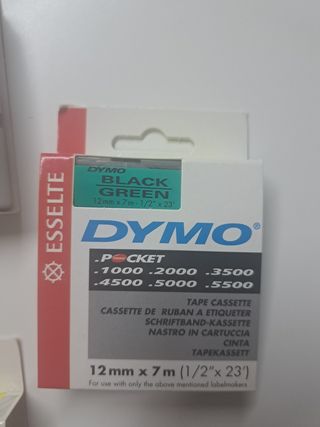 ESSELTE
DYMO
BLACK
GREEN
12mm x 7m - 1/2" x 23'
DYMO®
.POCKET
.1000 .2000 .3500
.4500 .5000 .5500
TAPE CASSETTE
CASSETTE DE RUBAN A ETIQUETER
SCHRIFTBAND-KASSETTE
NASTRO IN CARTUCCIA
CINTA
TAPEKASSETT
12 mm x 7 m (1/2" x 23')
For use with only the above mentioned labelmakers